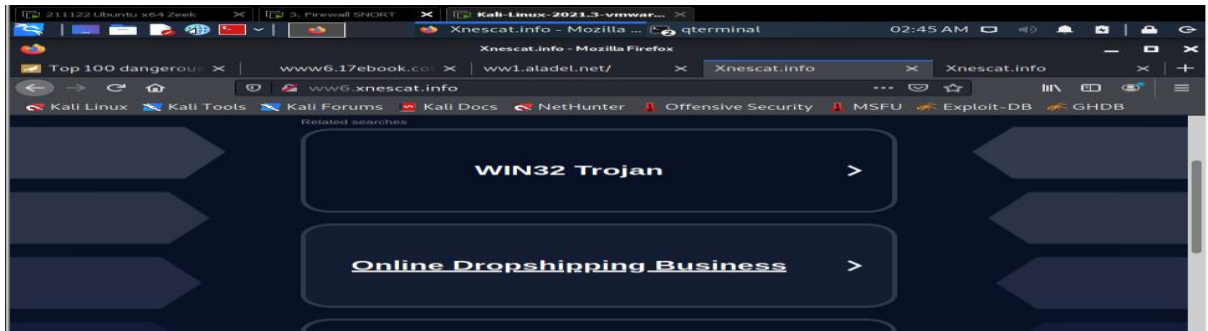 211122 Ubuntu x64 Zeek 3. Firewall SNORT Kali-Linux-2021.3-vmwar...
Xnescat.info - Mozilla ... qterminal 02:45 AM
Xnescat.info - Mozilla Firefox
Top 100 dangerou www6.17ebook.co ww1.aladel.net/ Xnescat.info Xnescat.info
ww6.xnescat.info
Kali Linux Kali Tools Kali Forums Kali Docs NetHunter Offensive Security MSFU Exploit-DB GHDB
Related searches
WIN32 Trojan >
Online Dropshipping Business >